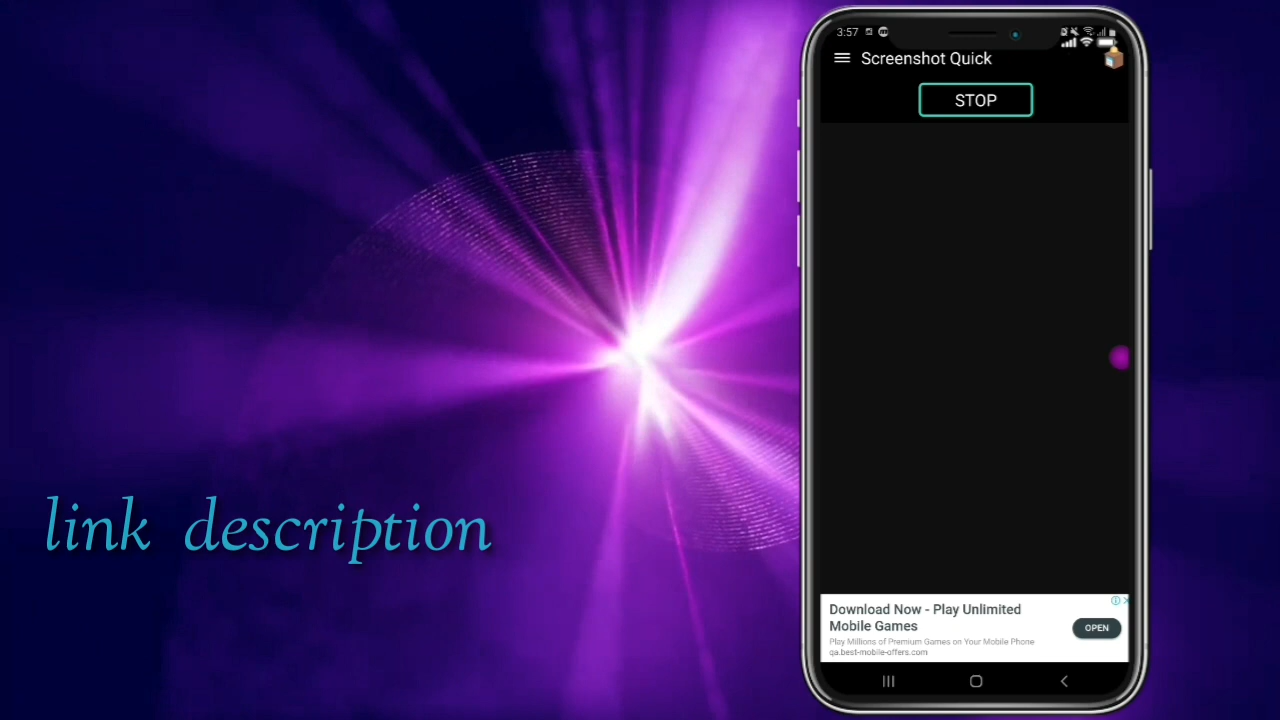 3:57
Screenshot Quick
STOP
link description
Download Now - Play Unlimited
Mobile Games
OPEN
Play Millions of Premium Games on Your Mobile Phone
qa.best-mobile-offers.com